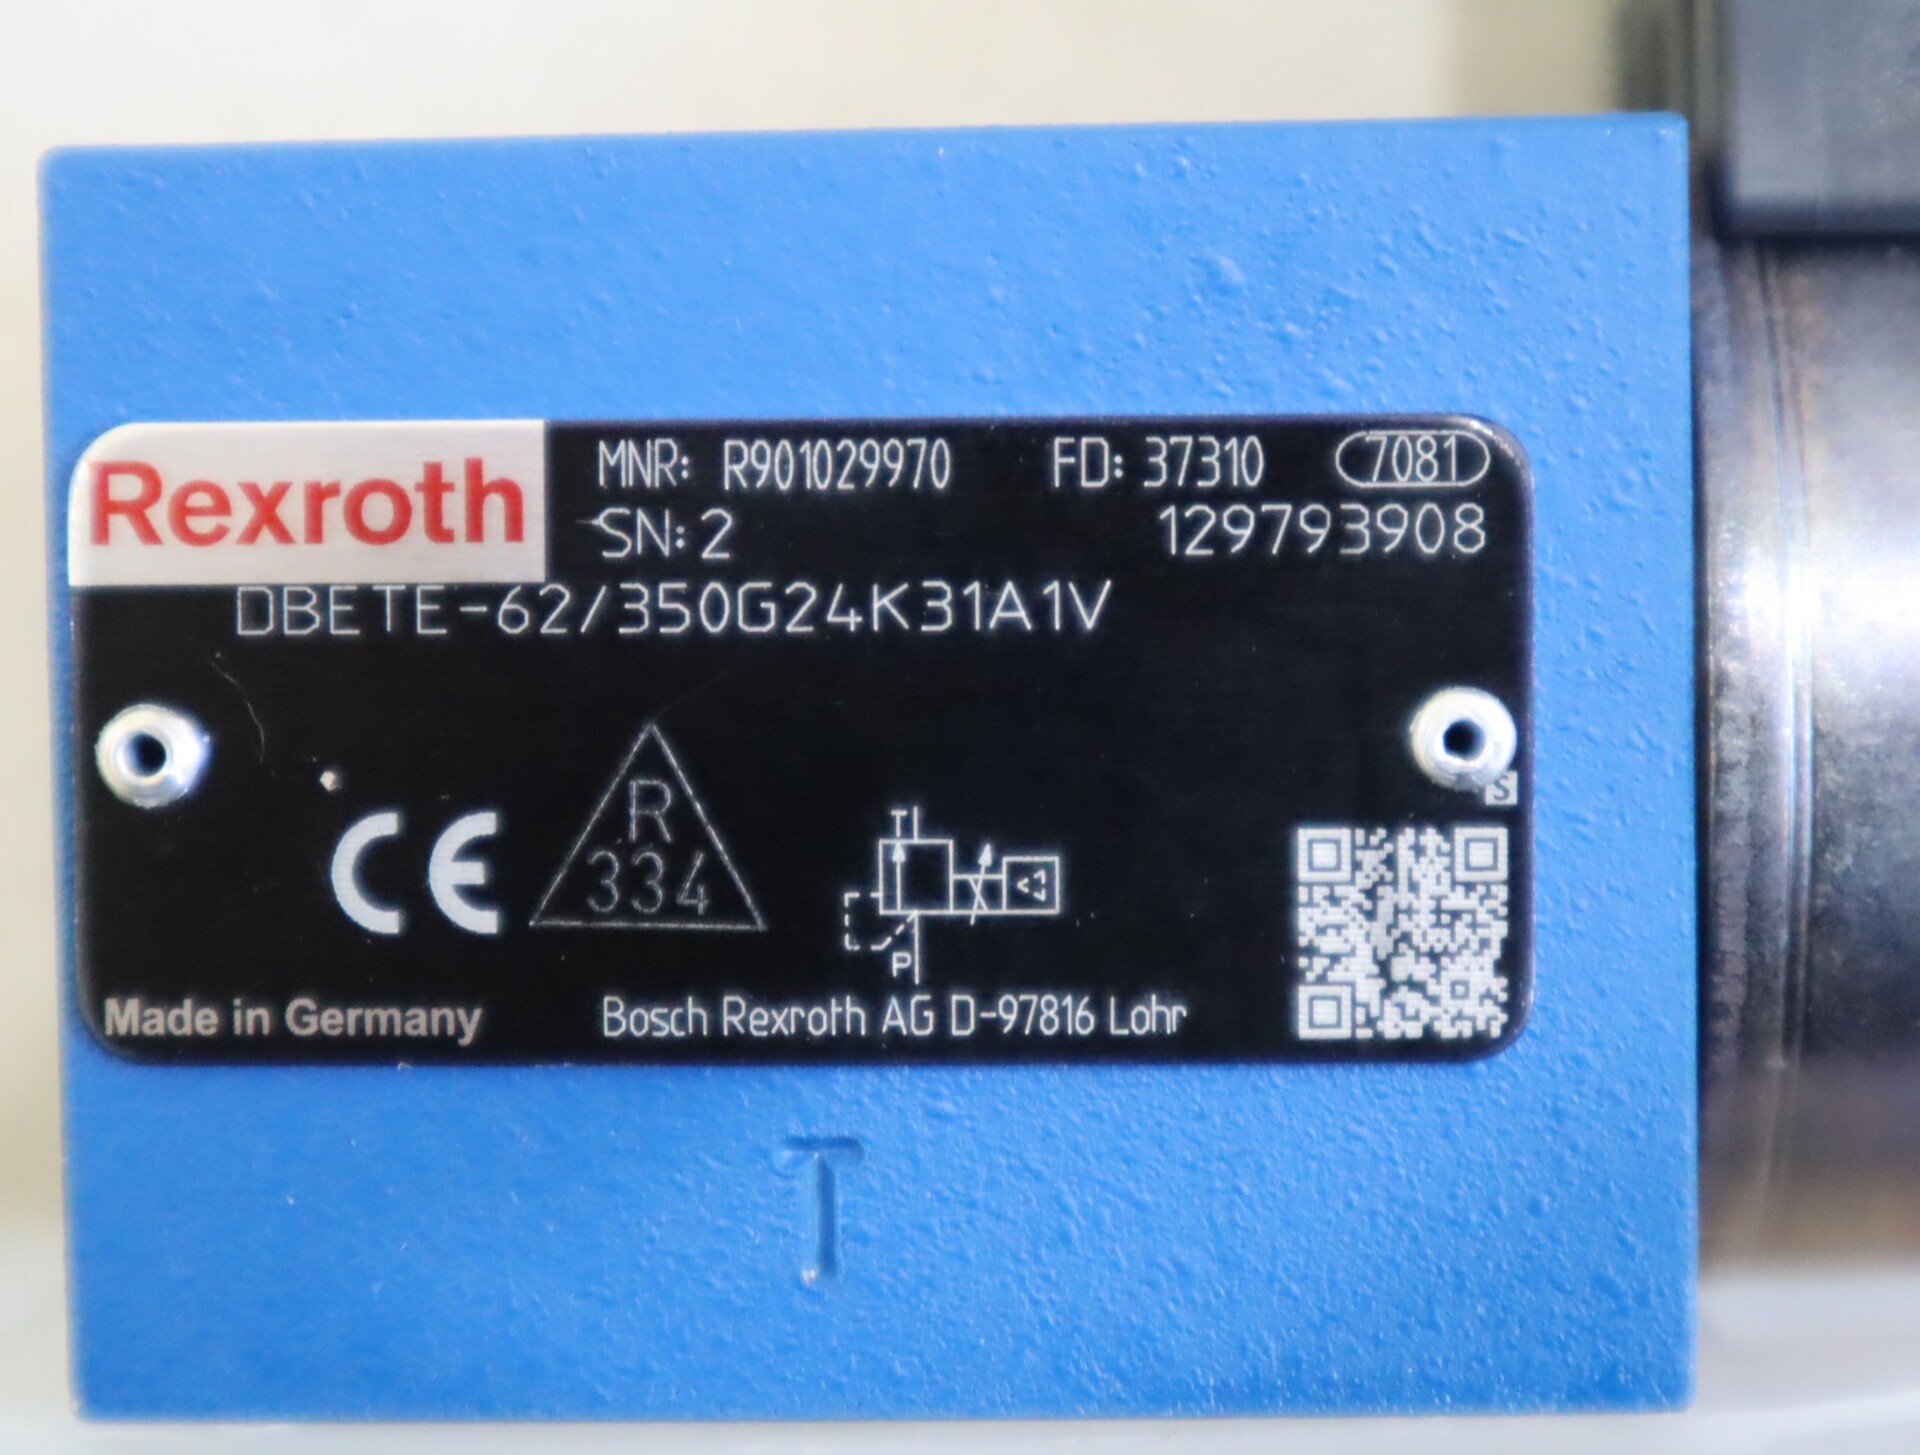 Rexroth
MNR: R901029970 FD: 37310 7081
SN: 2 129793908
DBETE-62/350G24K31A1V
S
CE
R
334
T
P
Made in Germany
Bosch Rexroth AG D-97816 Lohr
T